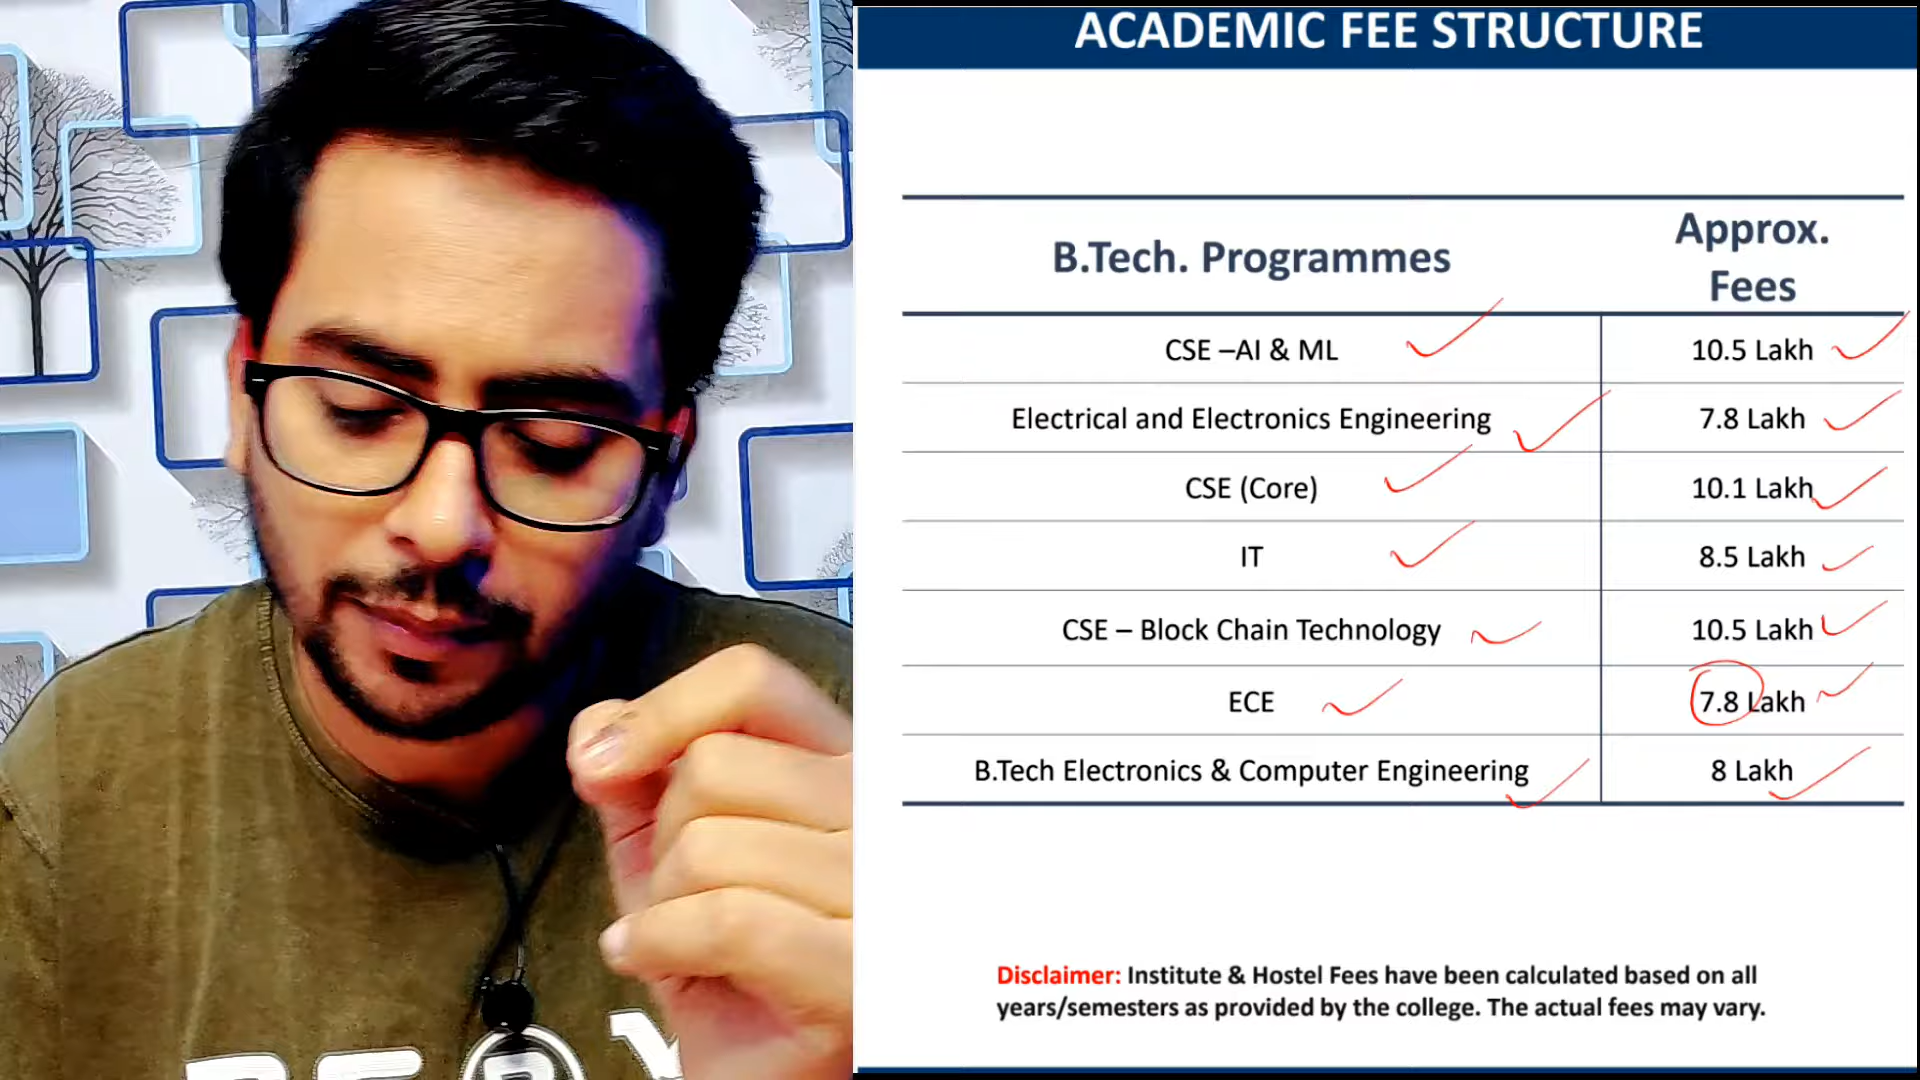 ACADEMIC FEE STRUCTURE
B.Tech. Programmes
Approx.
Fees
CSE –AI & ML
10.5 Lakh
Electrical and Electronics Engineering
7.8 Lakh
CSE (Core)
10.1 Lakh
IT
8.5 Lakh
CSE – Block Chain Technology
10.5 Lakh
ECE
7.8 Lakh
B.Tech Electronics & Computer Engineering
8 Lakh
Disclaimer: Institute & Hostel Fees have been calculated based on all
years/semesters as provided by the college. The actual fees may vary.